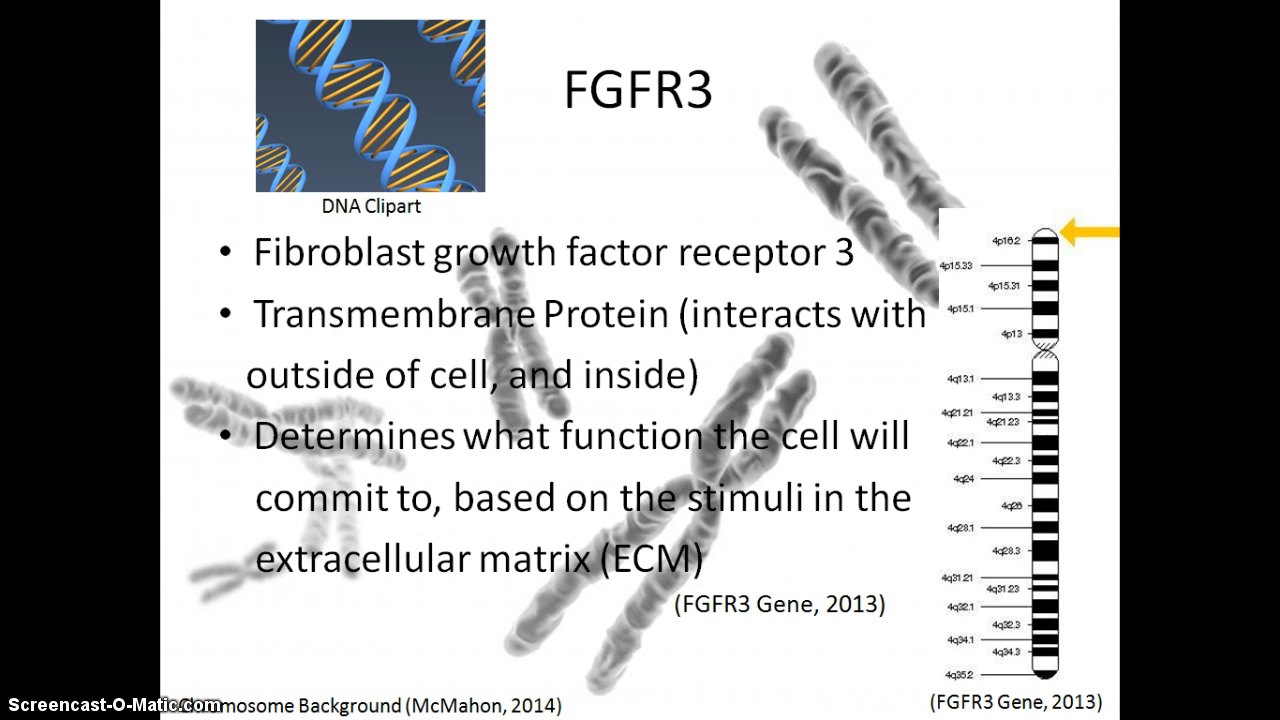 FGFR3
DNA Clipart
• Fibroblast growth factor receptor 3
• Transmembrane Protein (interacts with
outside of cell, and inside)
• Determines what function the cell will
commit to, based on the stimuli in the
extracellular matrix (ECM)
(FGFR3 Gene, 2013)
4p16.2
4p15.33
4p15.31
4p15.1
4p13
4q13.1
4q13.3
4q21.21
4q21.23
4q22.1
4q22.3
4q24
4q26
4q28.1
4q28.3
4q31.21
4q31.23
4q32.1
4q32.3
4q34.1
4q34.3
4q35.2
(FGFR3 Gene, 2013)
Background (McMahon, 2014)
Screencast-O-Matic.com